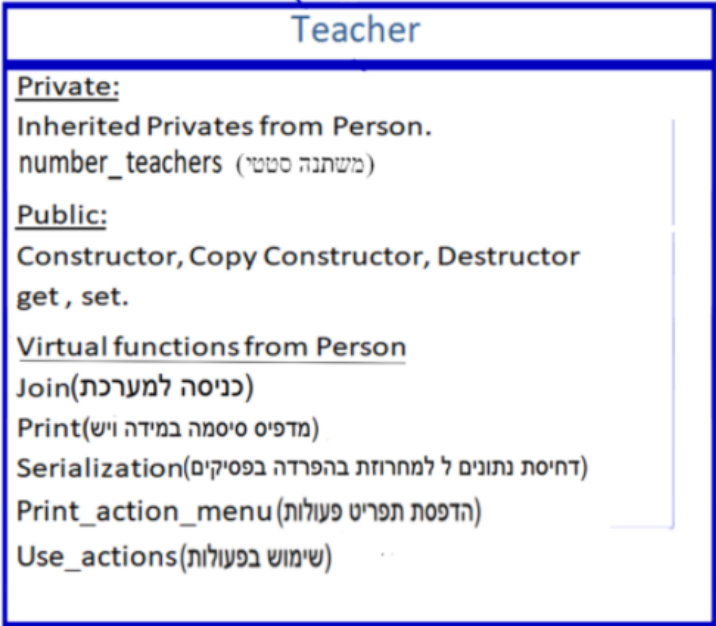 Teacher
Private:
Inherited Privates from Person.
number_teachers (משתנה סטטי)
Public:
Constructor, Copy Constructor, Destructor
get , set.
Virtual functions from Person
Join(כניסה למערכת)
Print(מדפיס סיסמה במידה ויש)
Serialization(דחיסת נתונים ל למחרוזת בהפרדה בפסיקים)
Print_action_menu(הדפסת תפריט פעולות)
Use_actions(שימוש בפעולות)